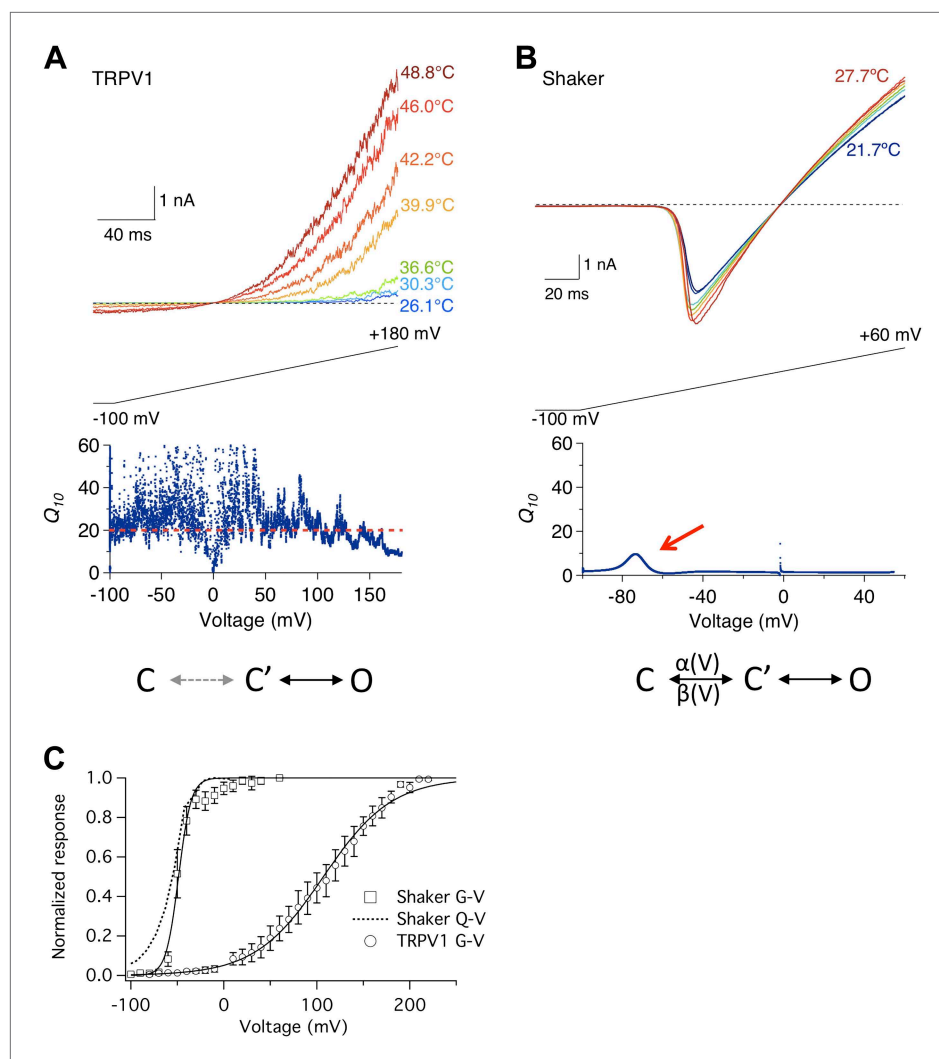 A
TRPV1
48.8°C
46.0°C
42.2°C
39.9°C
36.6°C
30.3°C
26.1°C
1 nA
40 ms
+180 mV
-100 mV
60
40
20
0
Q10
-100
-50
0
50
100
150
Voltage (mV)
C C’ O
B
Shaker
27.7ºC
21.7ºC
1 nA
20 ms
+60 mV
-100 mV
60
40
20
0
Q10
-80
-40
0
40
Voltage (mV)
α(V)
C C’ O
β(V)
C
1.0
0.8
0.6
0.4
0.2
0.0
Normalized response
Shaker G-V
Shaker Q-V
TRPV1 G-V
-100
0
100
200
Voltage (mV)